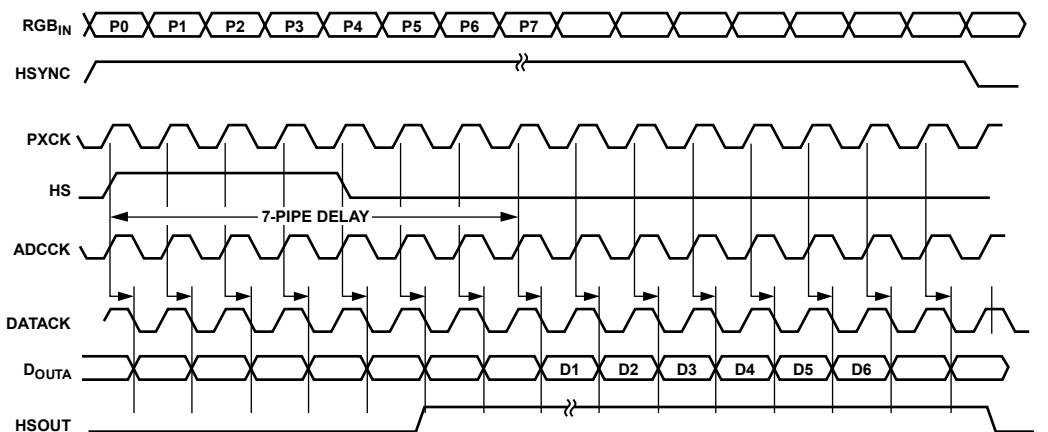 RGBIN P0 P1 P2 P3 P4 P5 P6 P7
HSYNC
PXCK
HS
7-PIPE DELAY
ADCCK
DATACK
DOUTA D1 D2 D3 D4 D5 D6
HSOUT